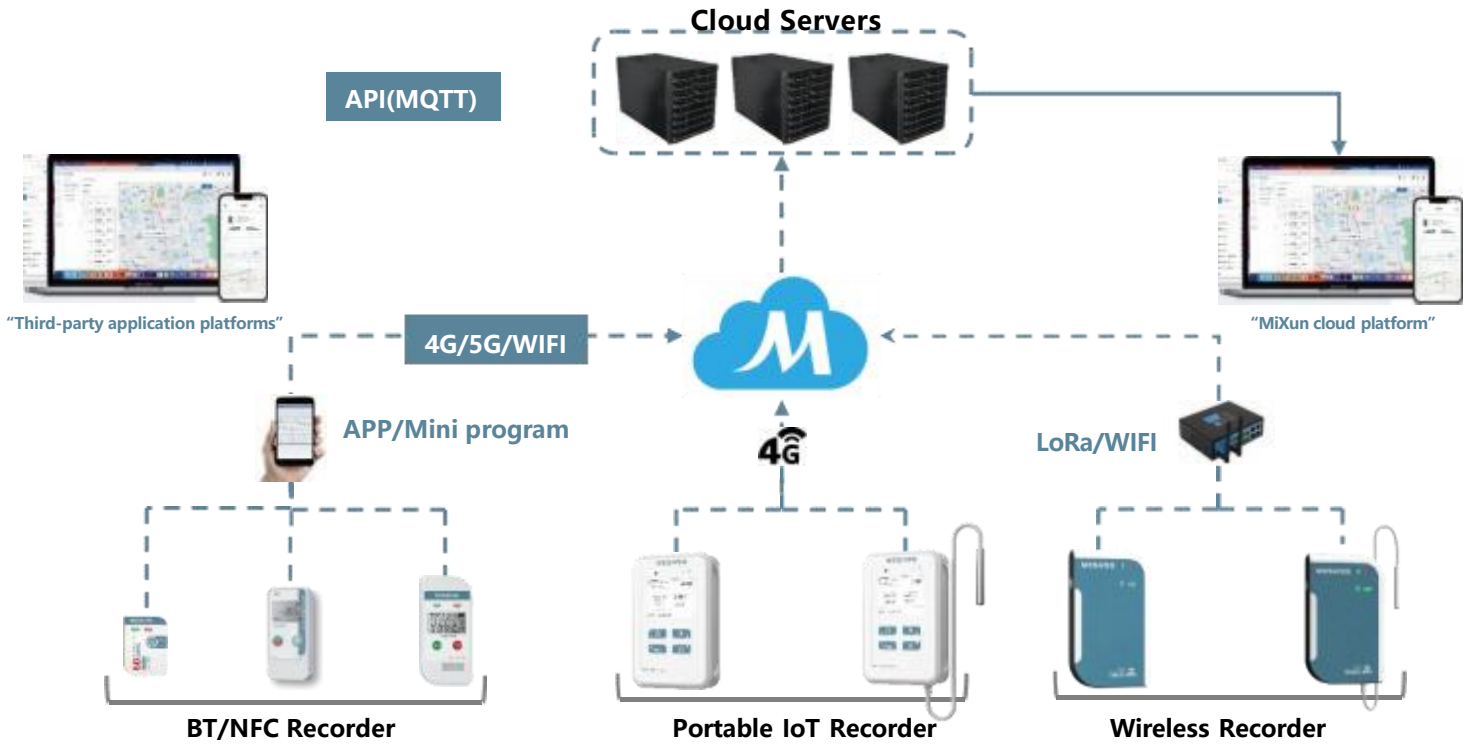 Cloud Servers
API(MQTT)
“Third-party application platforms”
“MiXun cloud platform”
4G/5G/WIFI
M
APP/Mini program
4G
LoRa/WIFI
BT/NFC Recorder
Portable IoT Recorder
Wireless Recorder